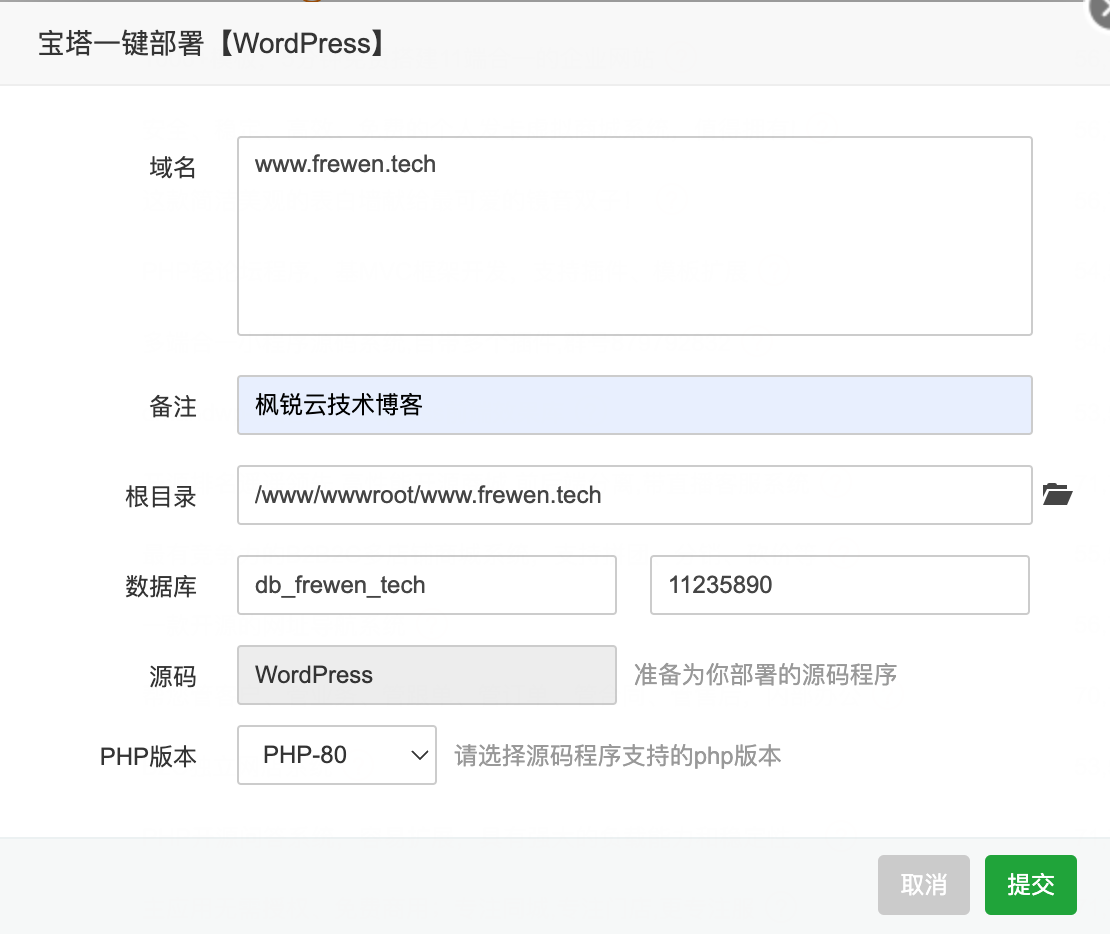 宝塔一键部署【WordPress】
域名
www.frewen.tech
备注
枫锐云技术博客
根目录
/www/wwwroot/www.frewen.tech
数据库
db_frewen_tech
11235890
源码
WordPress
准备为你部署的源码程序
PHP版本
PHP-80
请选择源码程序支持的php版本
取消
提交